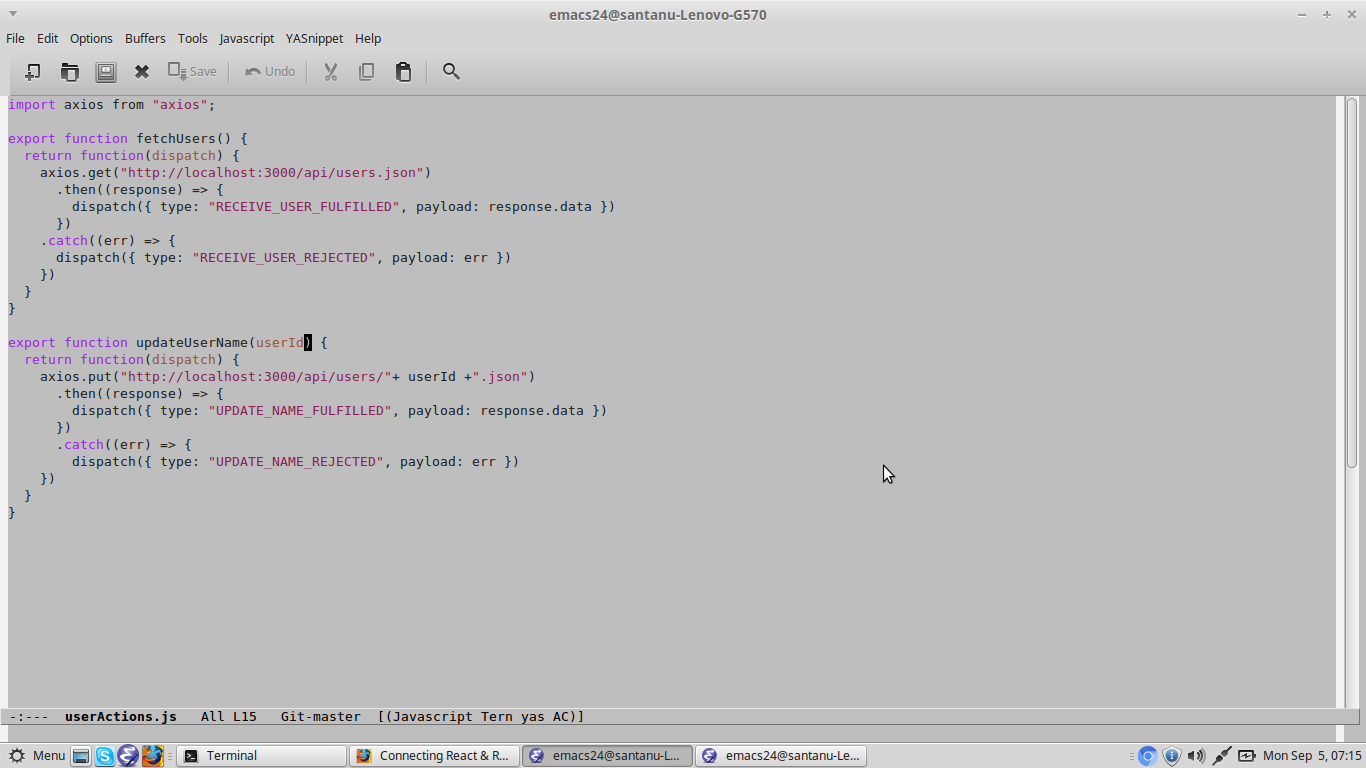 emacs24@santanu-Lenovo-G570
File Edit Options Buffers Tools Javascript YASnippet Help
Save Undo
import axios from "axios";
export function fetchUsers() {
  return function(dispatch) {
    axios.get("http://localhost:3000/api/users.json")
      .then((response) => {
        dispatch({ type: "RECEIVE_USER_FULFILLED", payload: response.data })
      })
    .catch((err) => {
      dispatch({ type: "RECEIVE_USER_REJECTED", payload: err })
    })
  }
}
export function updateUserName(userId) {
  return function(dispatch) {
    axios.put("http://localhost:3000/api/users/"+ userId +".json")
      .then((response) => {
        dispatch({ type: "UPDATE_NAME_FULFILLED", payload: response.data })
      })
      .catch((err) => {
        dispatch({ type: "UPDATE_NAME_REJECTED", payload: err })
    })
  }
}
-:--- userActions.js All L15 Git-master [(Javascript Tern yas AC)]
Menu Terminal Connecting React & R... emacs24@santanu-L... emacs24@santanu-Le... Mon Sep 5, 07:15